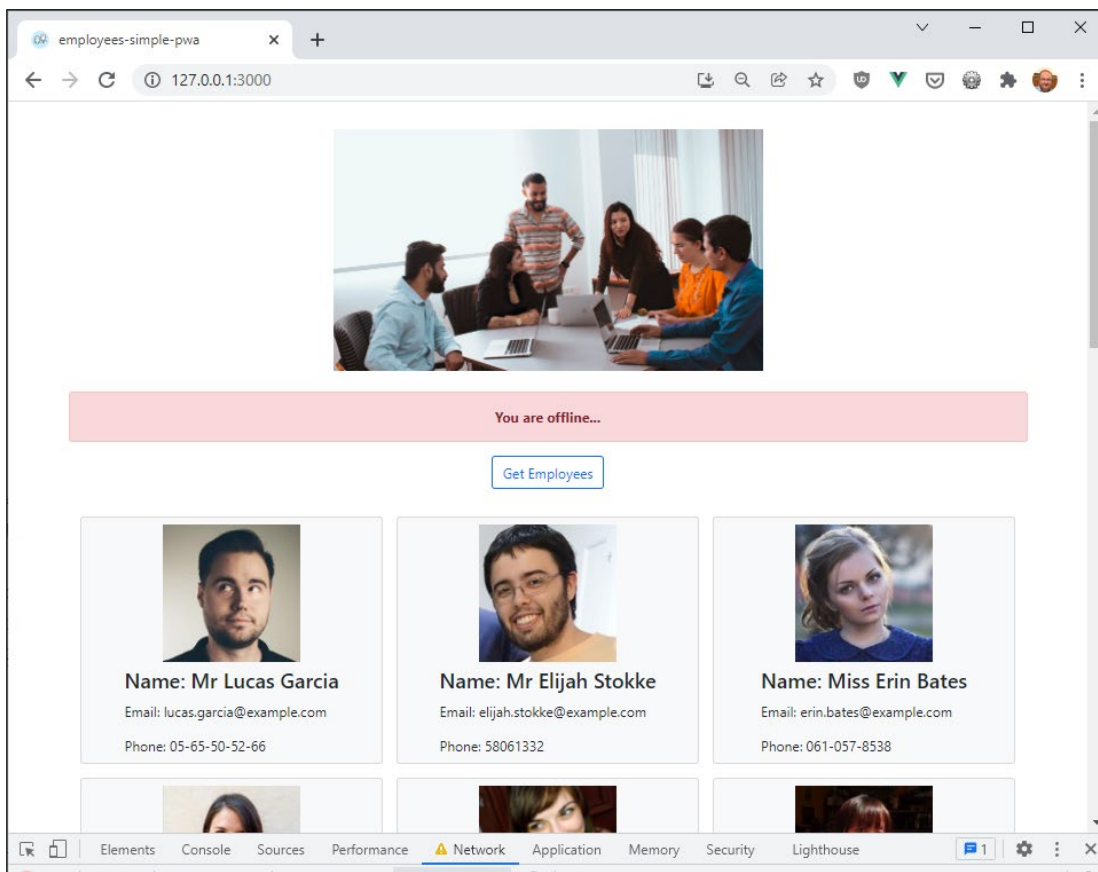 employees-simple-pwa
127.0.0.1:3000
You are offline...
Get Employees
Name: Mr Lucas Garcia
Email: lucas.garcia@example.com
Phone: 05-65-50-52-66
Name: Mr Elijah Stokke
Email: elijah.stokke@example.com
Phone: 58061332
Name: Miss Erin Bates
Email: erin.bates@example.com
Phone: 061-057-8538
Elements Console Sources Performance Network Application Memory Security Lighthouse 1